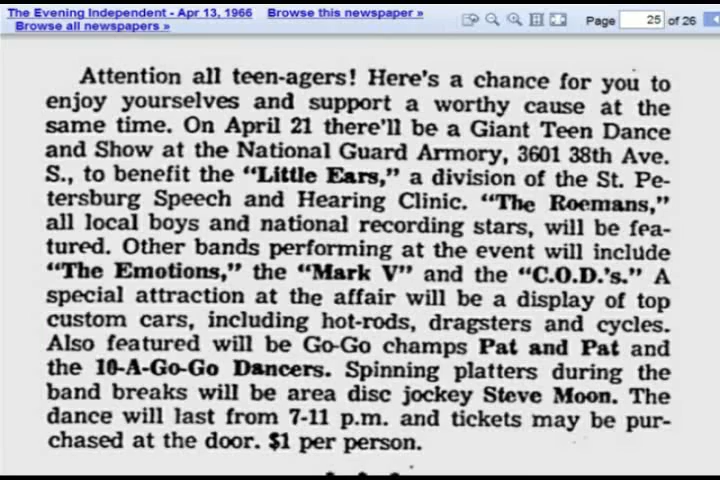 The Evening Independent - Apr 13, 1966 Browse this newspaper »
Browse all newspapers »
Page 25 of 26
Attention all teen-agers! Here's a chance for you to
enjoy yourselves and support a worthy cause at the
same time. On April 21 there'll be a Giant Teen Dance
and Show at the National Guard Armory, 3601 38th Ave.
S., to benefit the "Little Ears," a division of the St. Pe-
tersburg Speech and Hearing Clinic. "The Roemans,"
all local boys and national recording stars, will be fea-
tured. Other bands performing at the event will include
"The Emotions," the "Mark V" and the "C.O.D.'s." A
special attraction at the affair will be a display of top
custom cars, including hot-rods, dragsters and cycles.
Also featured will be Go-Go champs Pat and Pat and
the 10-A-Go-Go Dancers. Spinning platters during the
band breaks will be area disc jockey Steve Moon. The
dance will last from 7-11 p.m. and tickets may be pur-
chased at the door. $1 per person.